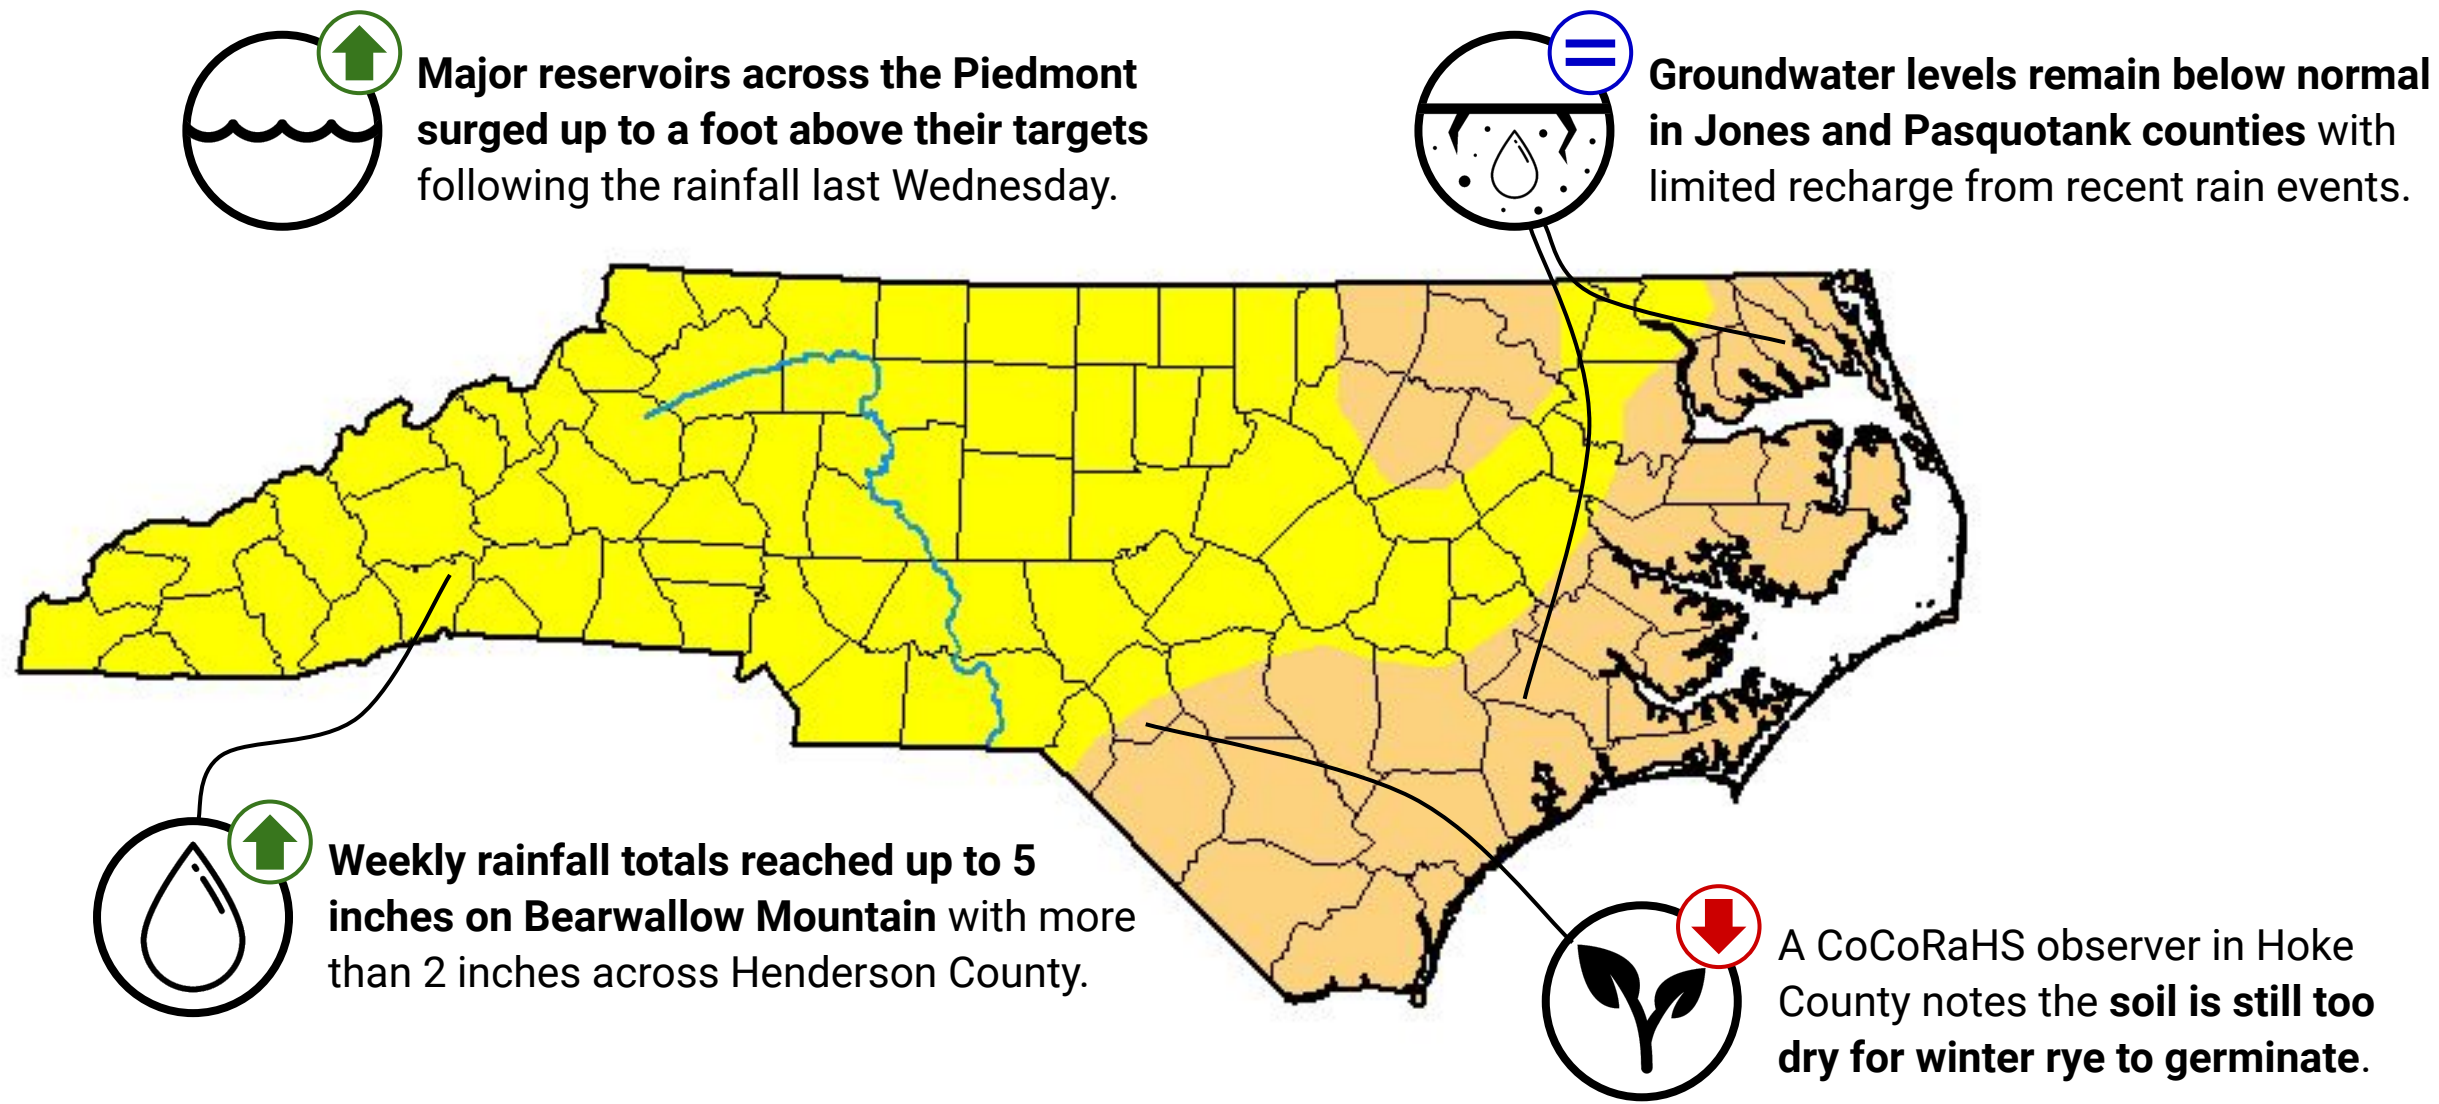 Major reservoirs across the Piedmont
surged up to a foot above their targets
following the rainfall last Wednesday.
Groundwater levels remain below normal
in Jones and Pasquotank counties with
limited recharge from recent rain events.
Weekly rainfall totals reached up to 5
inches on Bearwallow Mountain with more
than 2 inches across Henderson County.
A CoCoRaHS observer in Hoke
County notes the soil is still too
dry for winter rye to germinate.